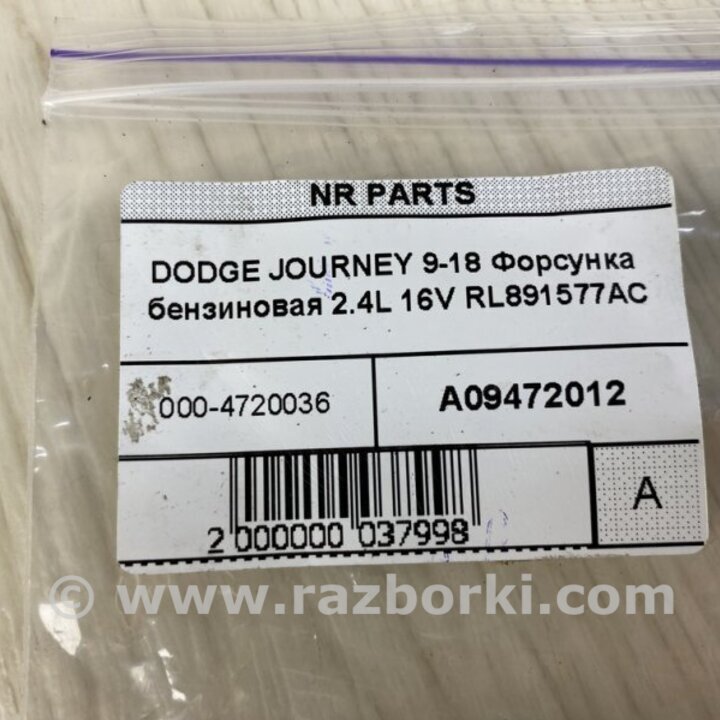 NR PARTS
DODGE JOURNEY 9-18 Форсунка
бензиновая 2.4L 16V RL891577AC
000-4720036
A09472012
A
2 000000 037998
© www.razborki.com